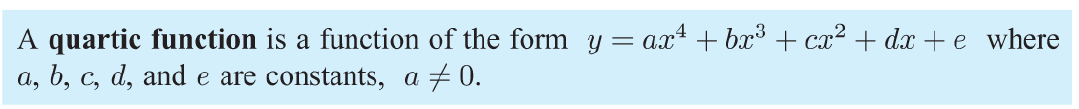 A quartic function is a function of the form y = ax⁴ + bx³ + cx² + dx + e where
a, b, c, d, and e are constants, a ≠ 0.